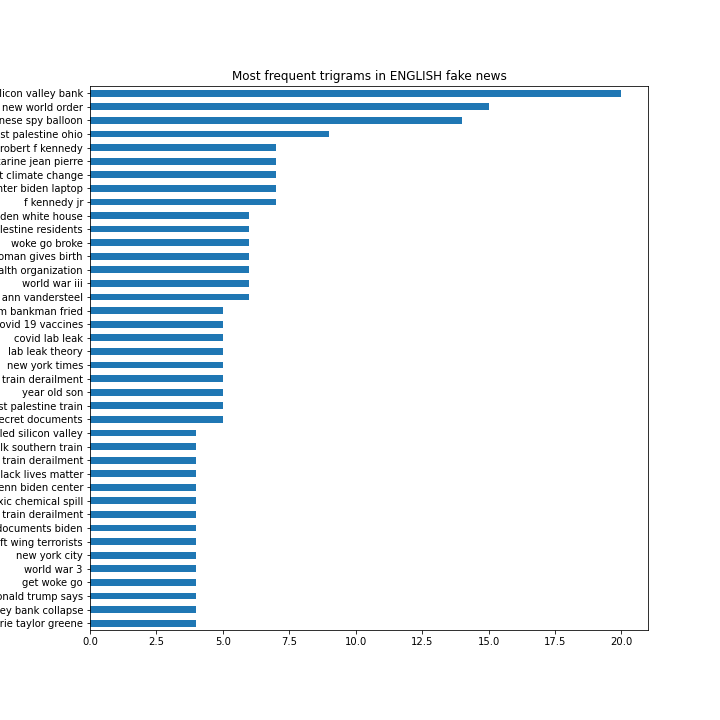 Most frequent trigrams in ENGLISH fake news
licon valley bank
new world order
nese spy balloon
st palestine ohio
robert f kennedy
arine jean pierre
t climate change
nter biden laptop
f kennedy jr
den white house
lestine residents
woke go broke
oman gives birth
alth organization
world war iii
ann vandersteel
m bankman fried
ovid 19 vaccines
covid lab leak
lab leak theory
new york times
train derailment
year old son
st palestine train
ecret documents
led silicon valley
lk southern train
train derailment
lack lives matter
enn biden center
xic chemical spill
train derailment
documents biden
ft wing terrorists
new york city
world war 3
get woke go
onald trump says
ey bank collapse
rie taylor greene
0.0 2.5 5.0 7.5 10.0 12.5 15.0 17.5 20.0